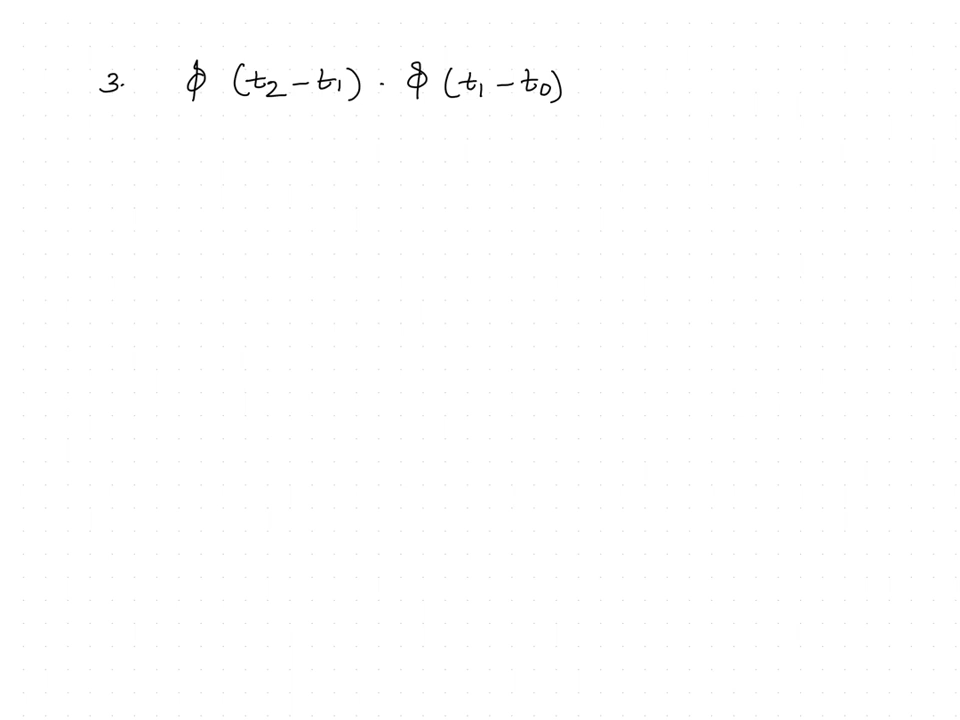 3. ϕ (t₂ – t₁) · ϕ (t₁ – t₀)